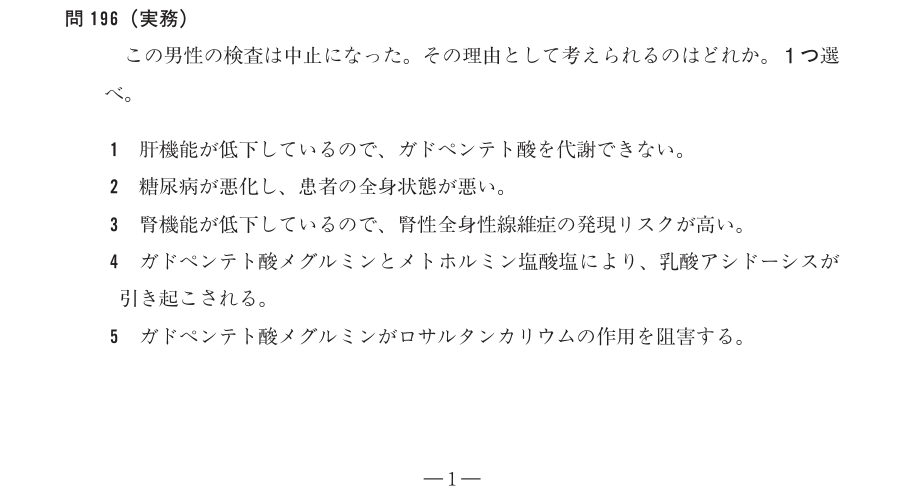 問 196（実務）
この男性の検査は中止になった。その理由として考えられるのはどれか。1つ選
べ。
1 肝機能が低下しているので、ガドペンテト酸を代謝できない。
2 糖尿病が悪化し、患者の全身状態が悪い。
3 腎機能が低下しているので、腎性全身性線維症の発現リスクが高い。
4 ガドペンテト酸メグルミンとメトホルミン塩酸塩により、乳酸アシドーシスが
引き起こされる。
5 ガドペンテト酸メグルミンがロサルタンカリウムの作用を阻害する。
—1—